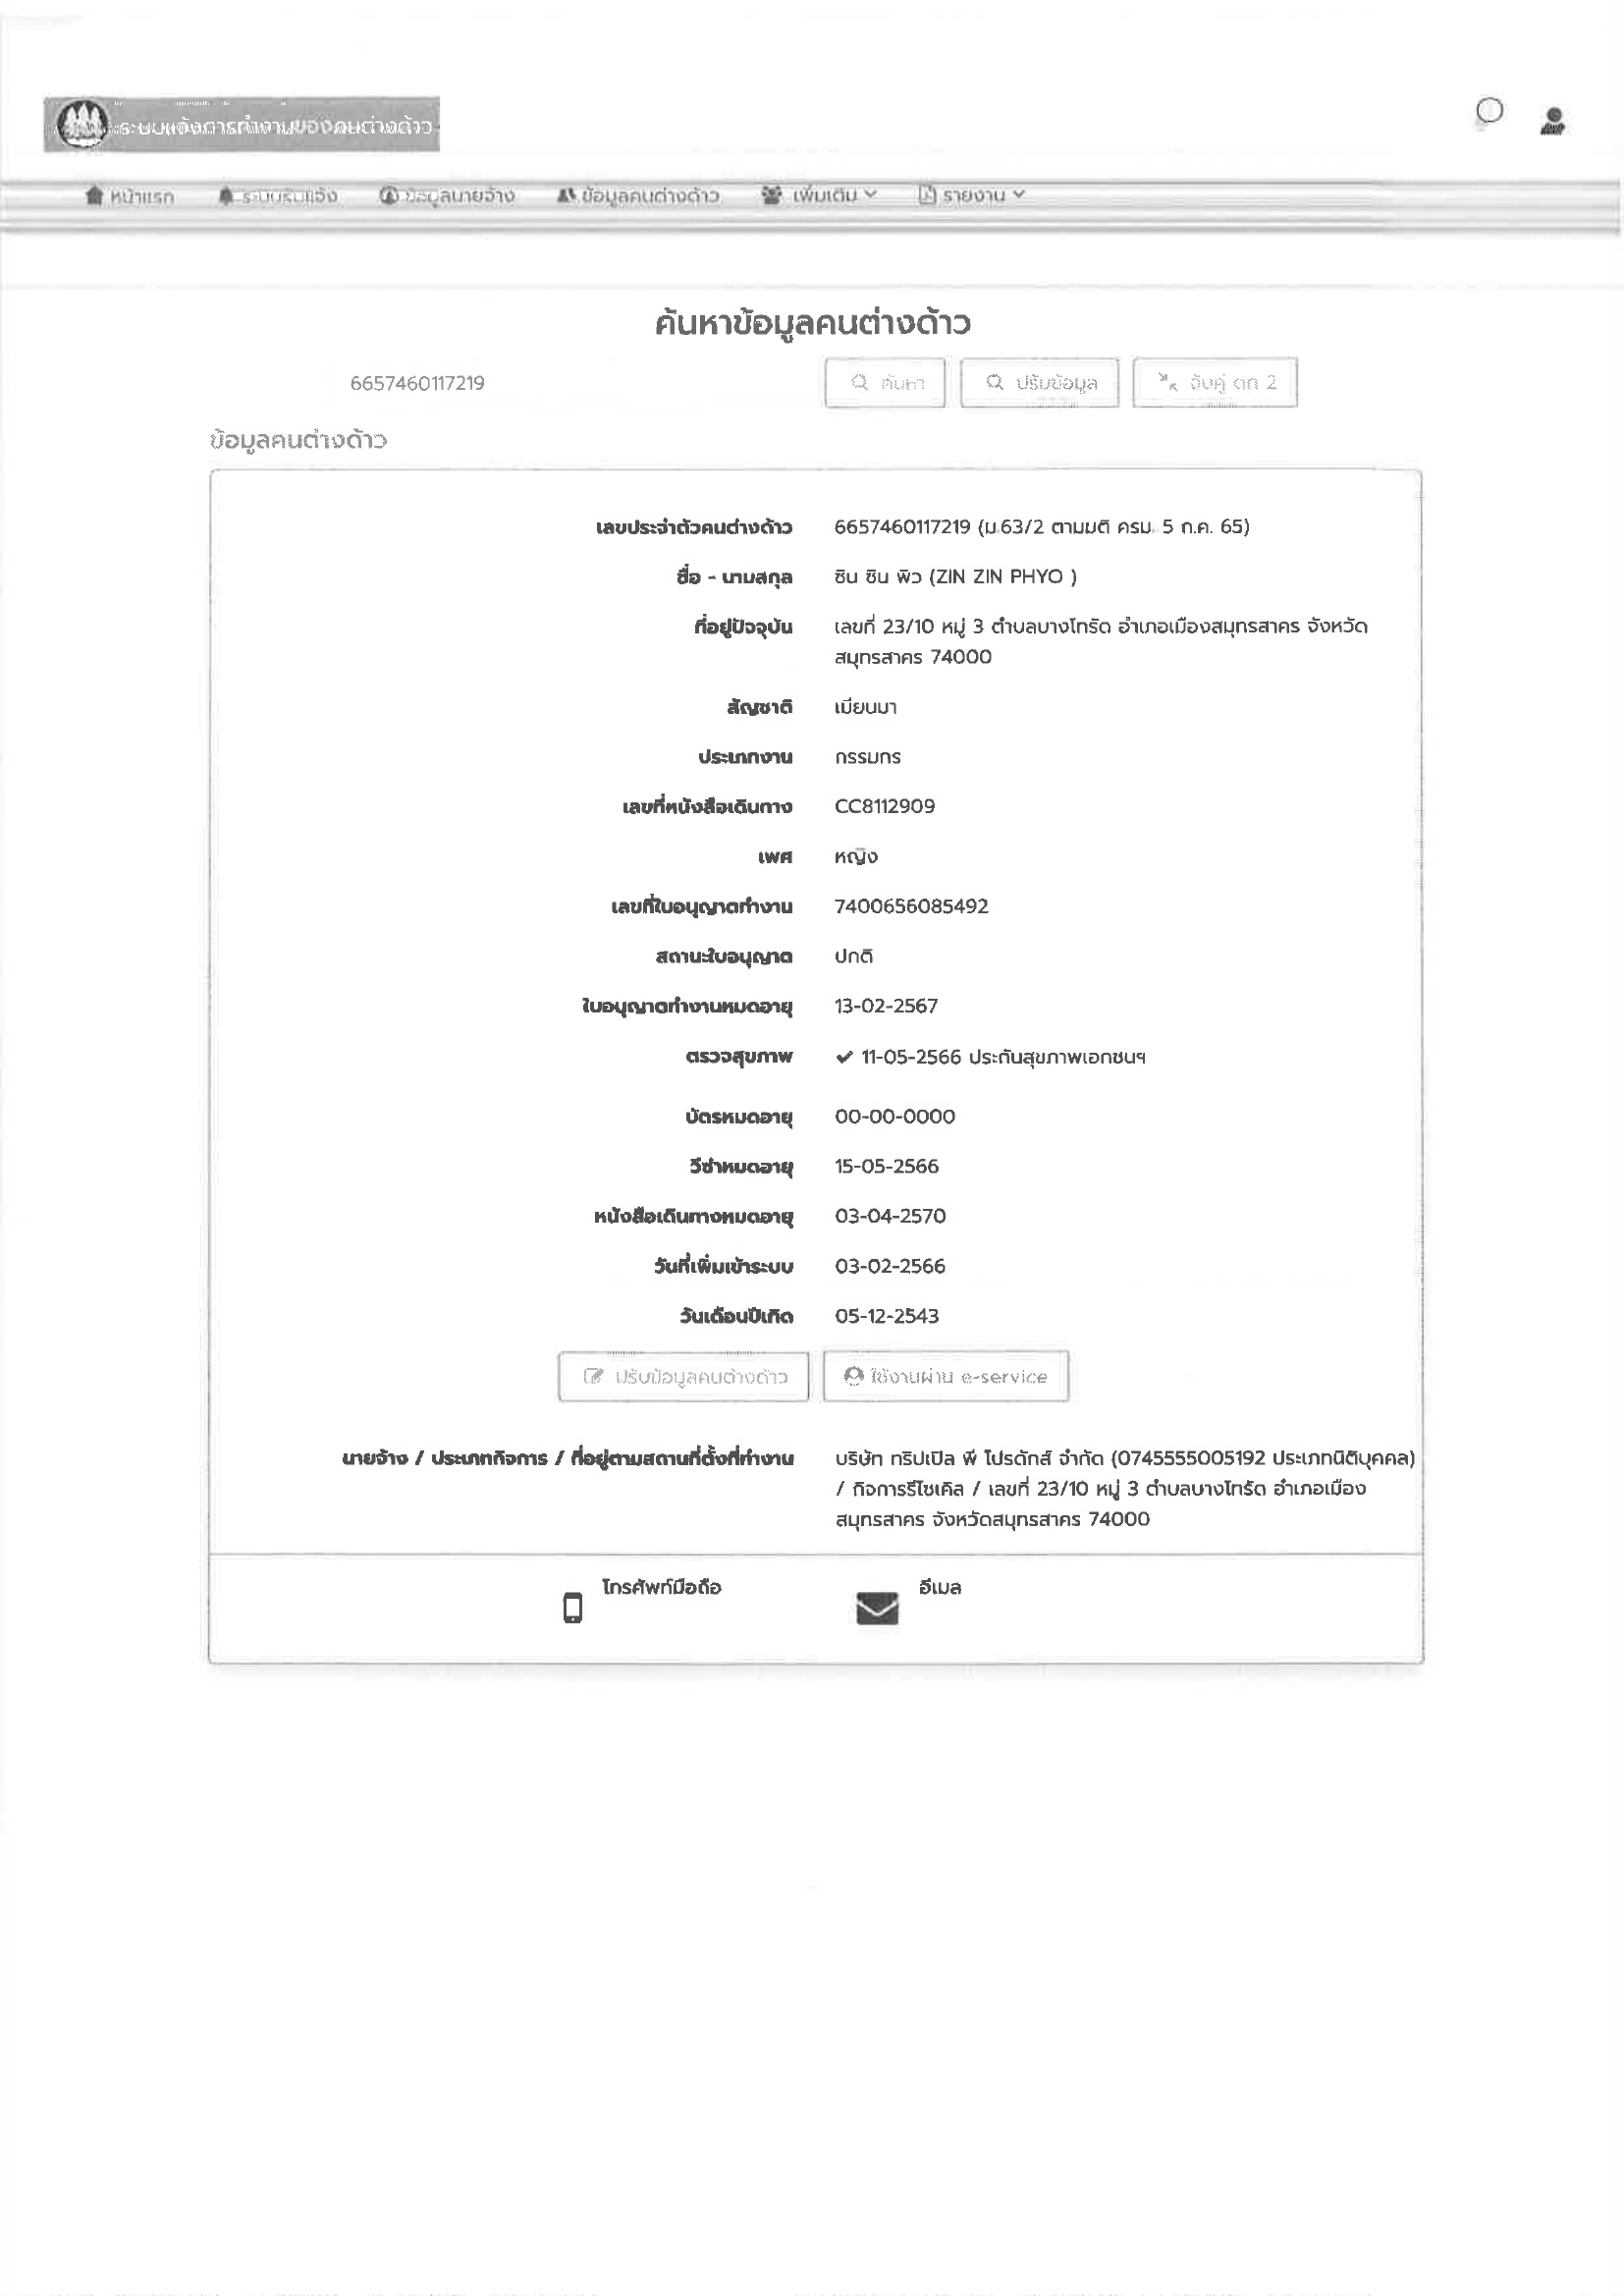 ระบบแจ้งการทำงานของคนต่างด้าว
หน้าแรก ระบบรับแจ้ง ข้อมูลนายจ้าง ข้อมูลคนต่างด้าว เพิ่มเติม รายงาน
ค้นหาข้อมูลคนต่างด้าว
6657460117219 ค้นหา ปรับข้อมูล จับคู่ ตท 2
ข้อมูลคนต่างด้าว
เลขประจำตัวคนต่างด้าว 6657460117219 (ม.63/2 ตามมติ ครม. 5 ก.ค. 65)
ชื่อ - นามสกุล ซิน ซิน พิว (ZIN ZIN PHYO )
ที่อยู่ปัจจุบัน เลขที่ 23/10 หมู่ 3 ตำบลบางโทรัด อำเภอเมืองสมุทรสาคร จังหวัด
สมุทรสาคร 74000
สัญชาติ เมียนมา
ประเภทงาน กรรมกร
เลขที่หนังสือเดินทาง CC8112909
เพศ หญิง
เลขที่ใบอนุญาตทำงาน 7400656085492
สถานะใบอนุญาต ปกติ
ใบอนุญาตทำงานหมดอายุ 13-02-2567
ตรวจสุขภาพ ✔ 11-05-2566 ประกันสุขภาพเอกชนฯ
บัตรหมดอายุ 00-00-0000
วีซ่าหมดอายุ 15-05-2566
หนังสือเดินทางหมดอายุ 03-04-2570
วันที่เพิ่มเข้าระบบ 03-02-2566
วันเดือนปีเกิด 05-12-2543
ปรับข้อมูลคนต่างด้าว ใช้งานผ่าน e-service
นายจ้าง / ประเภทกิจการ / ที่อยู่ตามสถานที่ตั้งที่ทำงาน บริษัท ทริปเปิล พี โปรดักส์ จำกัด (0745555005192 ประเภทนิติบุคคล)
/ กิจการรีไซเคิล / เลขที่ 23/10 หมู่ 3 ตำบลบางโทรัด อำเภอเมือง
สมุทรสาคร จังหวัดสมุทรสาคร 74000
โทรศัพท์มือถือ อีเมล